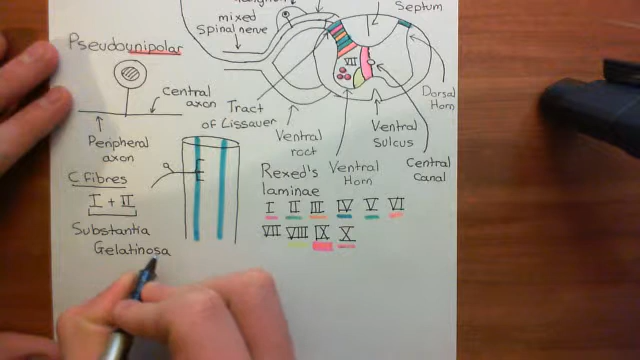 mixed
Spinal nerve
Septum
Pseudounipolar
VII
Central
axon
Tract
of Lissauer
Dorsal
Horn
Peripheral
axon
Ventral
root
Ventral
Sulcus
C fibres
I + II
Substantia
Gelatinosa
Rexed's
laminae
Ventral
Horn
Central
Canal
I II III IV V VI
VII VIII IX X